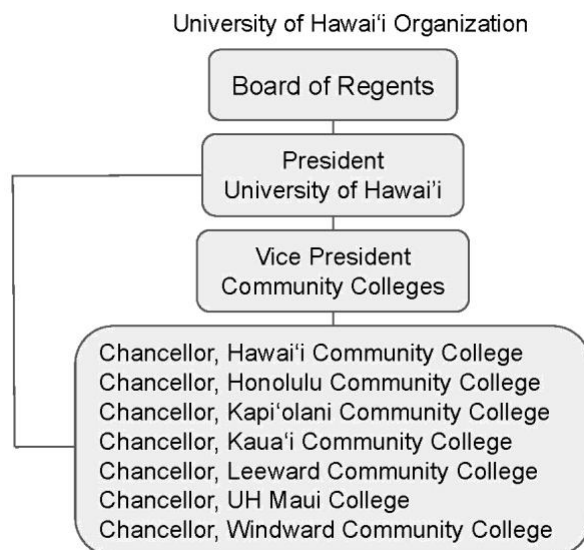 University of Hawai‘i Organization
Board of Regents
President
University of Hawai’i
Vice President
Community Colleges
Chancellor, Hawai‘i Community College
Chancellor, Honolulu Community College
Chancellor, Kapi‘olani Community College
Chancellor, Kaua‘i Community College
Chancellor, Leeward Community College
Chancellor, UH Maui College
Chancellor, Windward Community College